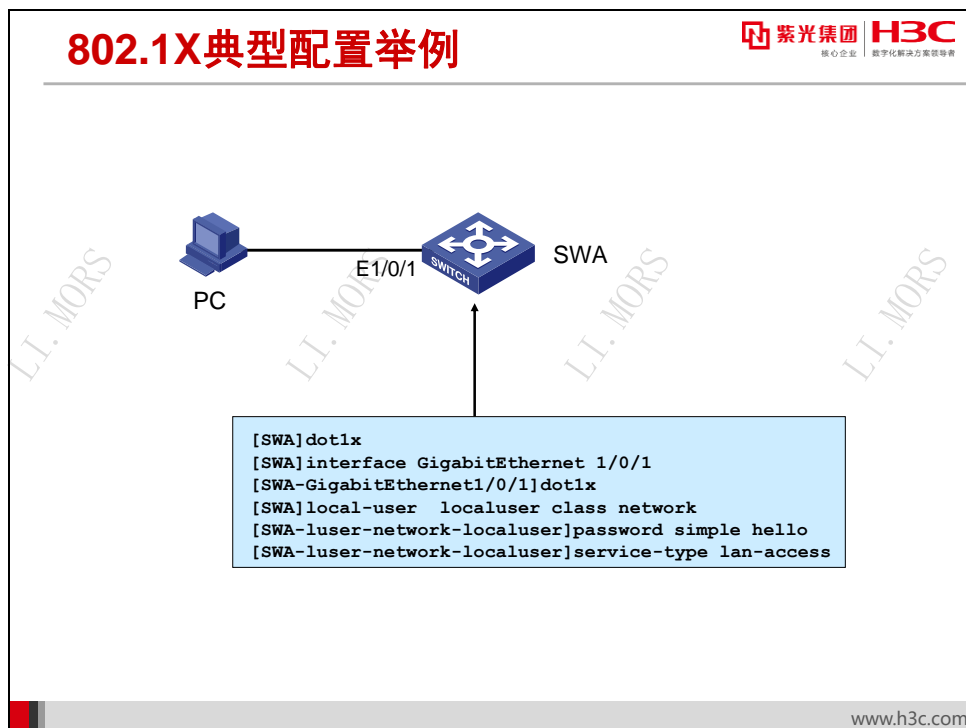 802.1X典型配置举例
紫光集团 H3C
核心企业 数字化解决方案领导者
E1/0/1
SWITCH
SWA
PC
LI. MORS
LI. MORS
LI. MORS
LI. MORS
[SWA]dot1x
[SWA]interface GigabitEthernet 1/0/1
[SWA-GigabitEthernet1/0/1]dot1x
[SWA]local-user  localuser class network
[SWA-luser-network-localuser]password simple hello
[SWA-luser-network-localuser]service-type lan-access
www.h3c.com